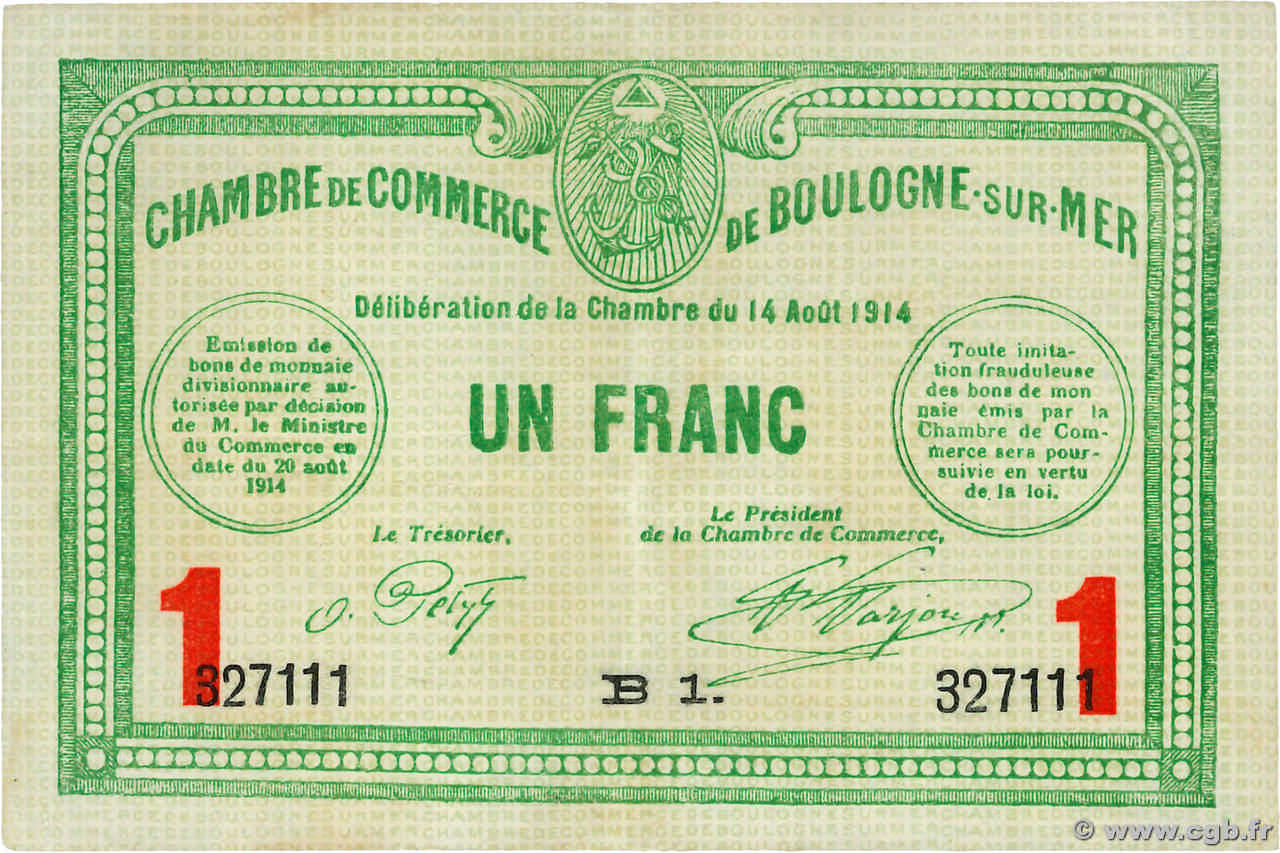 CHAMBRE DE COMMERCE DE BOULOGNE-SUR-MER
Délibération de la Chambre du 14 Août 1914
Emission de
bons de monnaie
divisionnaire au-
torisée par décision
de M. le Ministre
du Commerce en
date du 20 août
1914
UN FRANC
Toute imita-
tion frauduleuse
des bons de mon
naie émis par la
Chambre de Com-
merce sera pour-
suivie en vertu
de la loi.
Le Trésorier,
Le Président
de la Chambre de Commerce,
1
1
327111
B 1.
327111
© www.cgb.fr